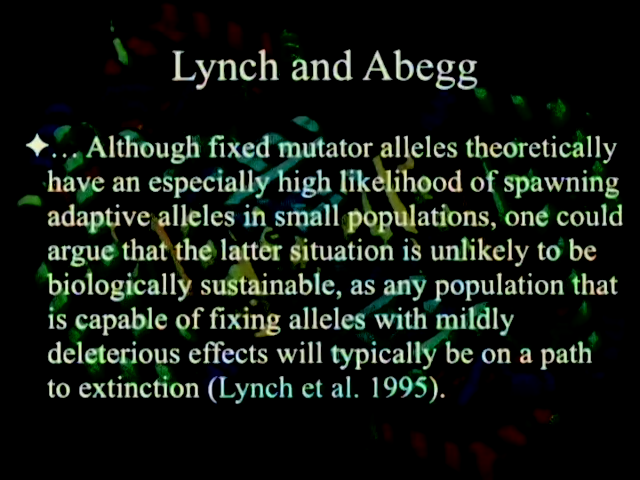 Lynch and Abegg
… Although fixed mutator alleles theoretically
have an especially high likelihood of spawning
adaptive alleles in small populations, one could
argue that the latter situation is unlikely to be
biologically sustainable, as any population that
is capable of fixing alleles with mildly
deleterious effects will typically be on a path
to extinction (Lynch et al. 1995).